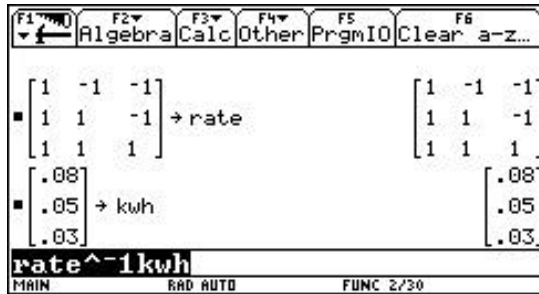 F1 F2 F3 F4 F5 F6
Algebra Calc Other PrgmIO Clear a-z…
[1 -1 -1] [1 -1 -1]
▪ [1 1 -1] → rate [1 1 -1]
[1 1 1] [1 1 1]
[.08] [.08]
▪ [.05] → kwh [.05]
[.03] [.03]
rate^⁻1kwh
MAIN RAD AUTO FUNC 2/30